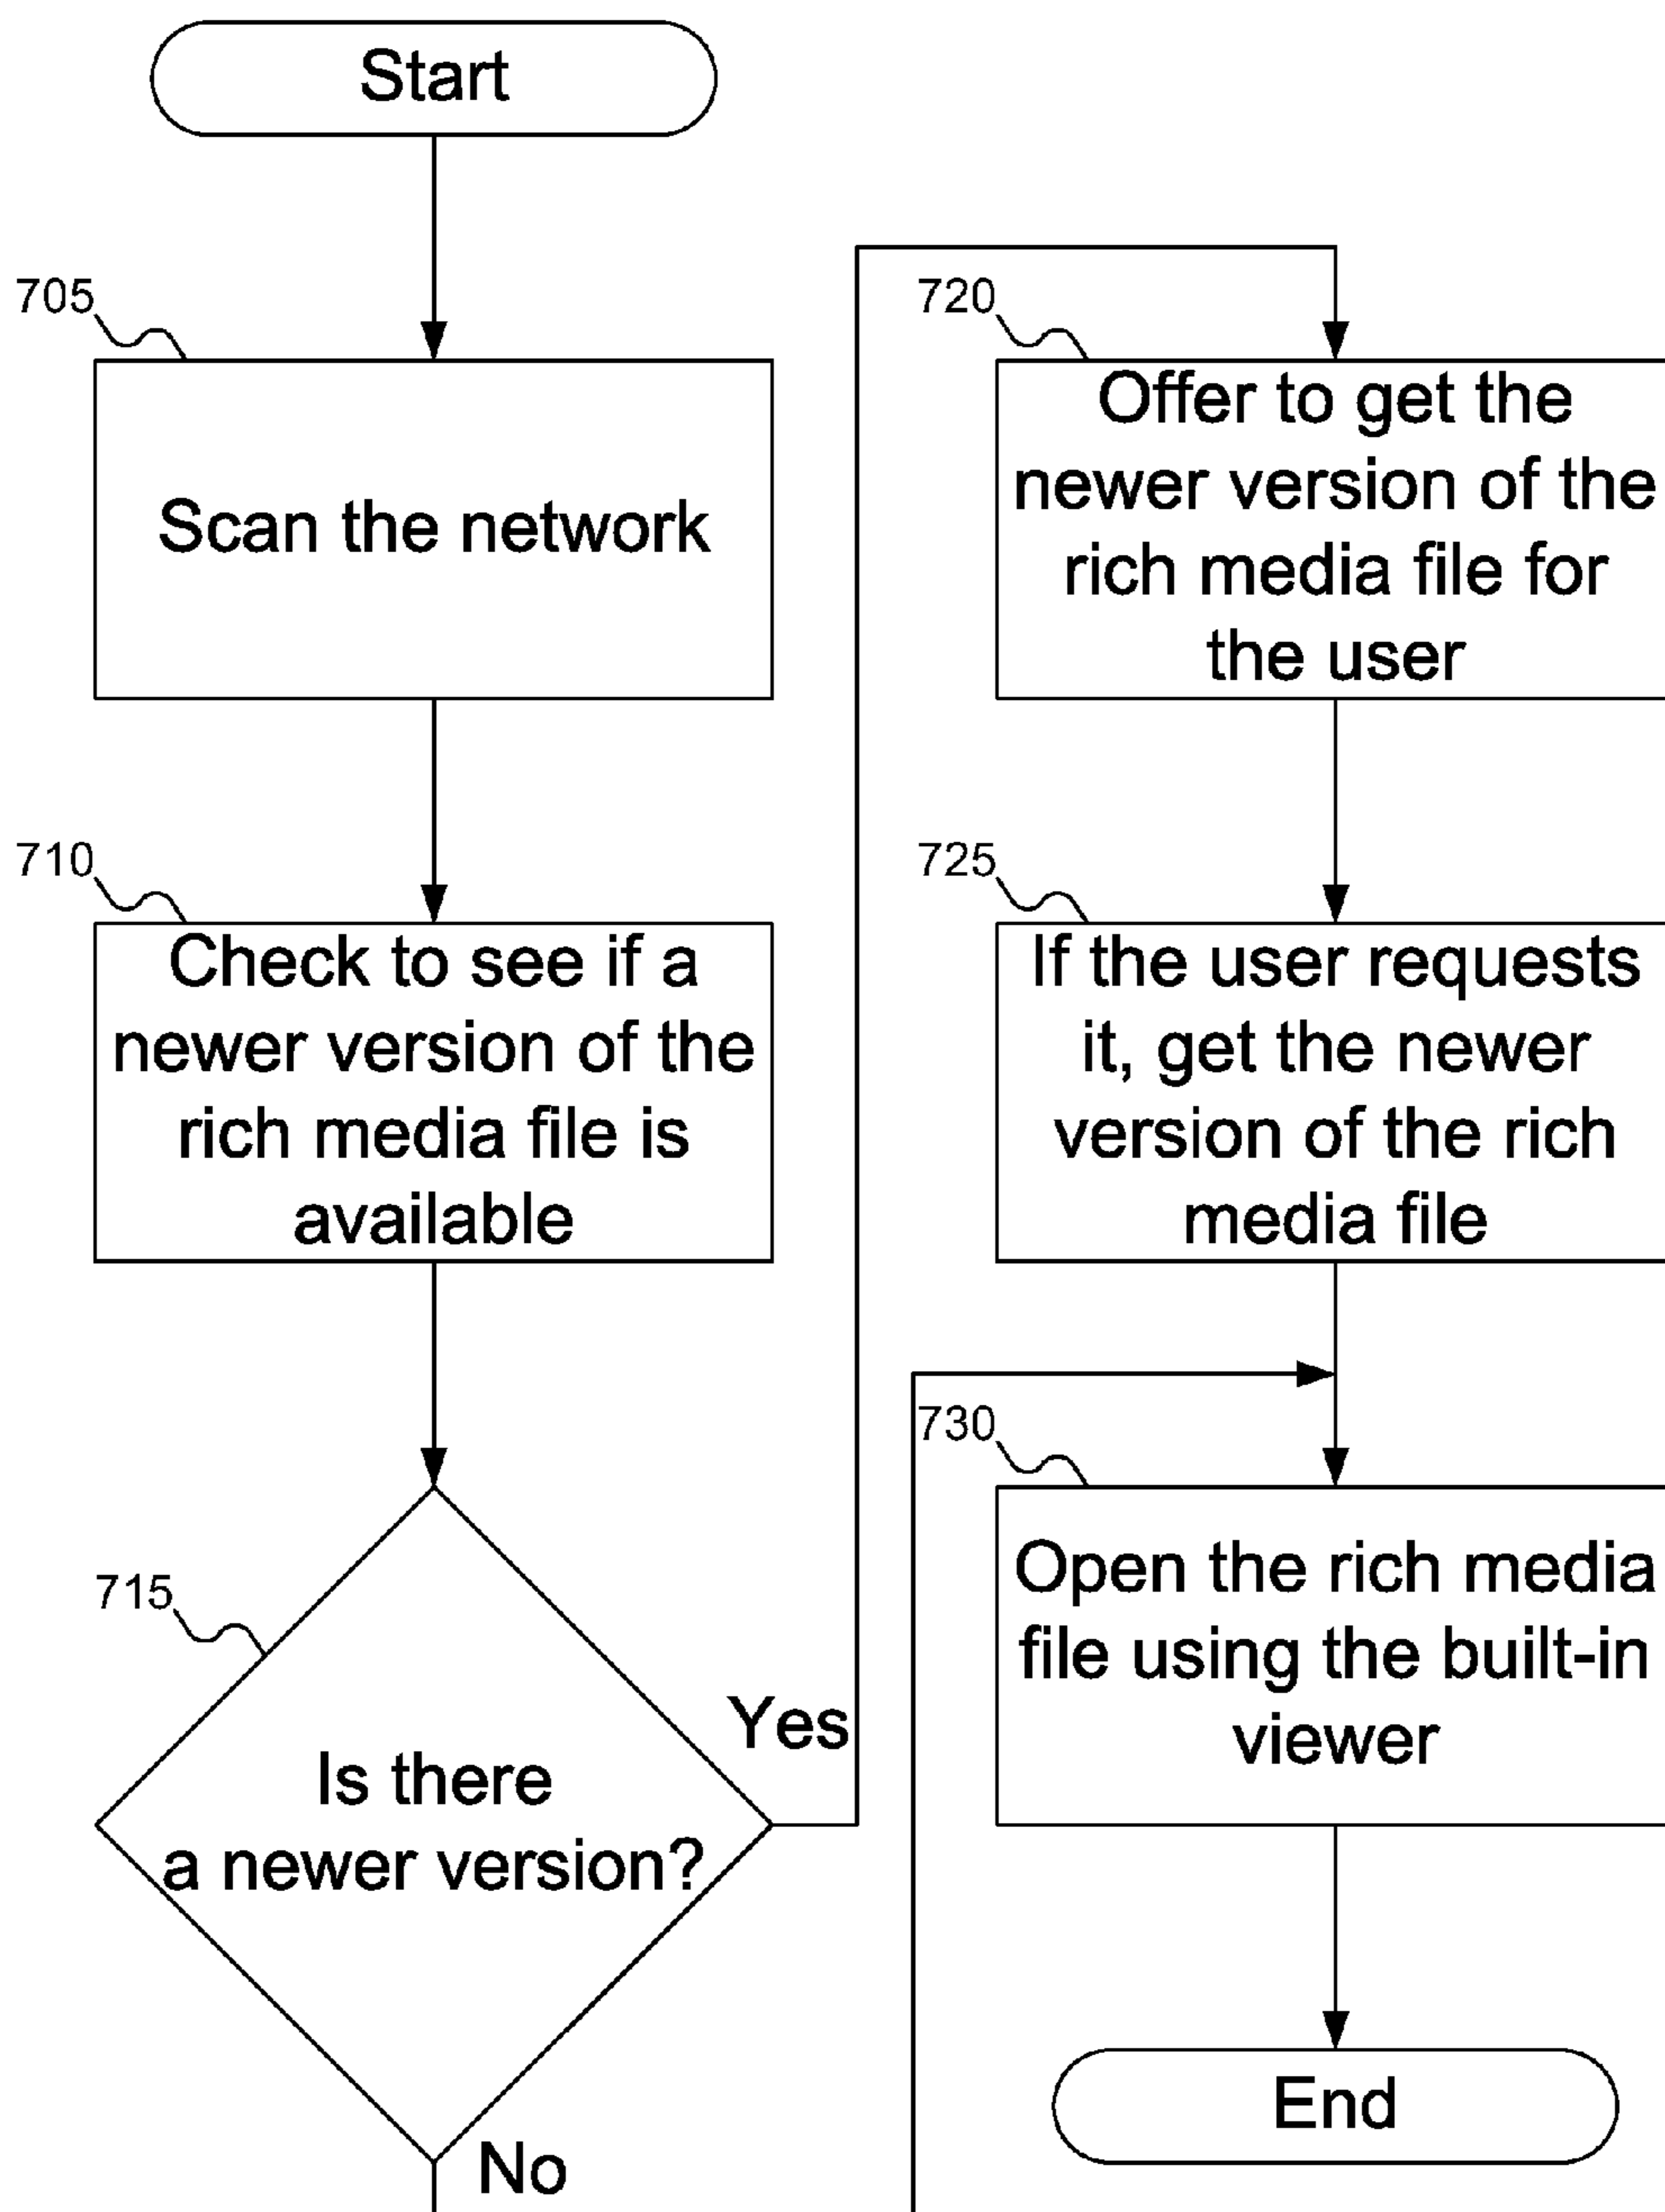 Start
705
Scan the network
710
Check to see if a
newer version of the
rich media file is
available
715
Is there
a newer version?
Yes
No
720
Offer to get the
newer version of the
rich media file for
the user
725
If the user requests
it, get the newer
version of the rich
media file
730
Open the rich media
file using the built-in
viewer
End